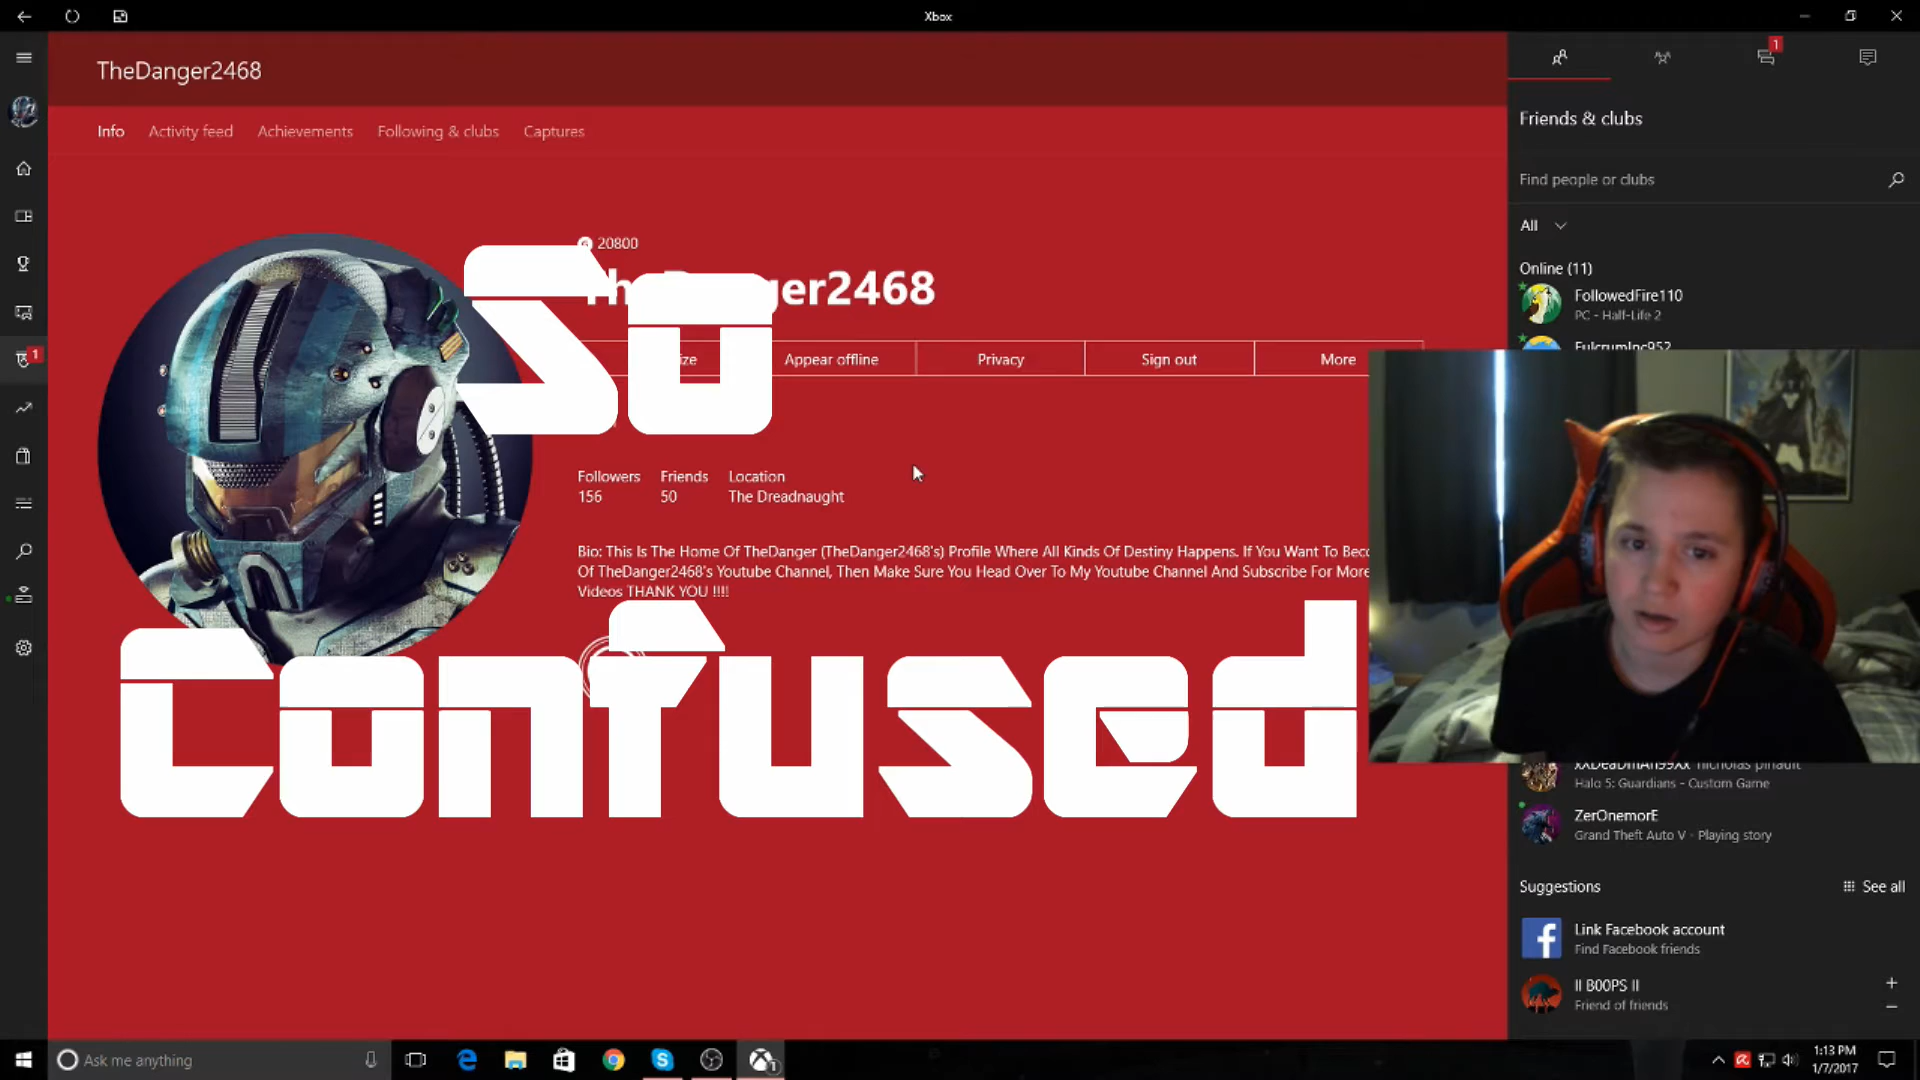 Xbox
TheDanger2468
1
Info Activity feed Achievements Following & clubs Captures
Friends & clubs
Find people or clubs
All
Online (11)
FollowedFire110
PC - Half-Life 2
FulcrumInc952
20800
So
Appear offline Privacy Sign out More
1
Followers Friends Location
156 50 The Dreadnaught
Bio: This Is The Home Of TheDanger (TheDanger2468's) Profile Where All Kinds Of Destiny Happens. If You Want To
Of TheDanger2468's Youtube Channel, Then Make Sure You Head Over To My Youtube Channel And Subscribe For More
Videos THANK YOU !!!!
Confused
DESTINY
Halo 5: Guardians - Custom Game
ZerOnemorE
Grand Theft Auto V - Playing story
Suggestions See all
Link Facebook account
Find Facebook friends
II B00PS II
Friend of friends
Ask me anything
1:13 PM
1/7/2017